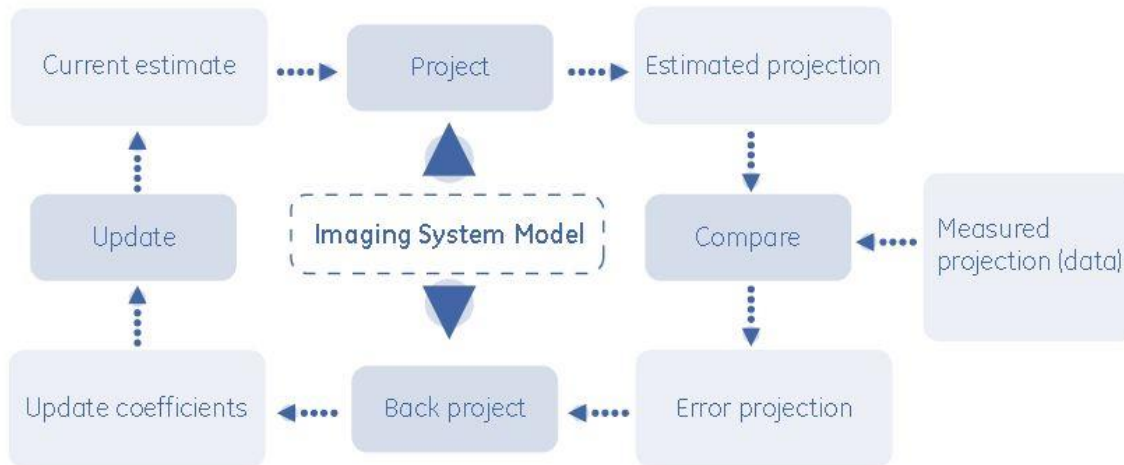 Current estimate
Project
Estimated projection
Update
Imaging System Model
Compare
Measured
projection (data)
Update coefficients
Back project
Error projection